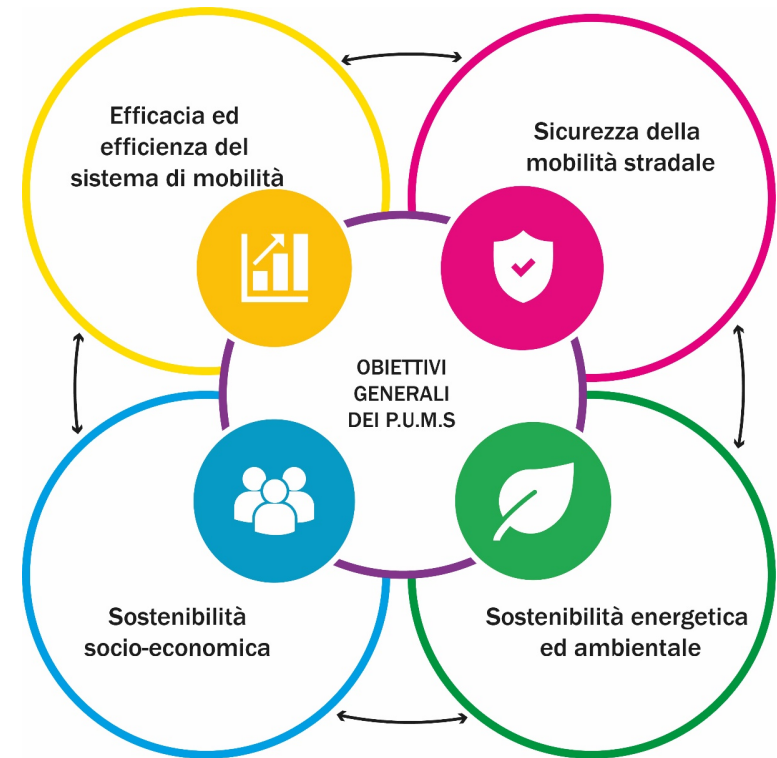 Efficacia ed
efficienza del
sistema di mobilità
Sicurezza della
mobilità stradale
OBIETTIVI
GENERALI
DEI P.U.M.S
Sostenibilità
socio-economica
Sostenibilità energetica
ed ambientale